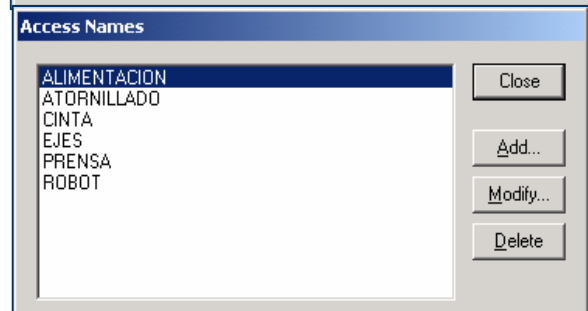 Access Names
ALIMENTACION
ATORNILLADO
CINTA
EJES
PRENSA
ROBOT
Close
Add...
Modify...
Delete